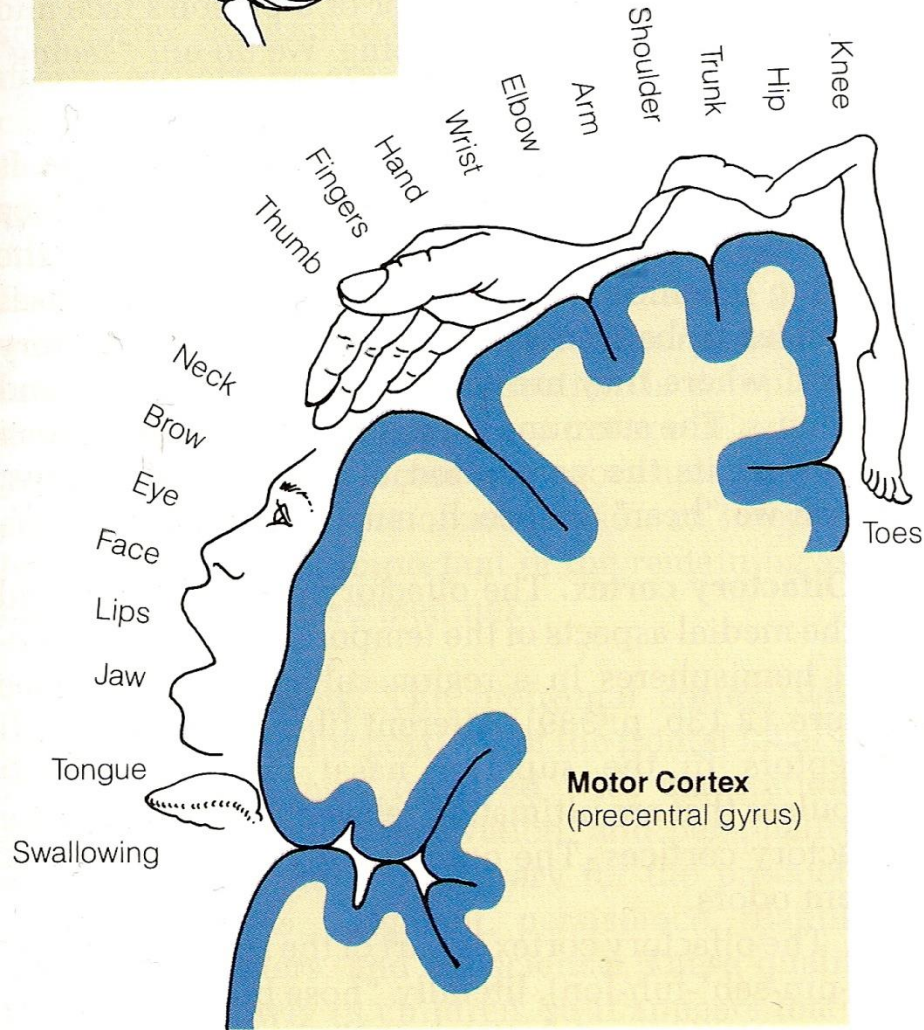 Knee
Hip
Trunk
Shoulder
Arm
Elbow
Wrist
Hand
Fingers
Thumb
Neck
Brow
Eye
Face
Lips
Jaw
Tongue
Swallowing
Toes
Motor Cortex
(precentral gyrus)